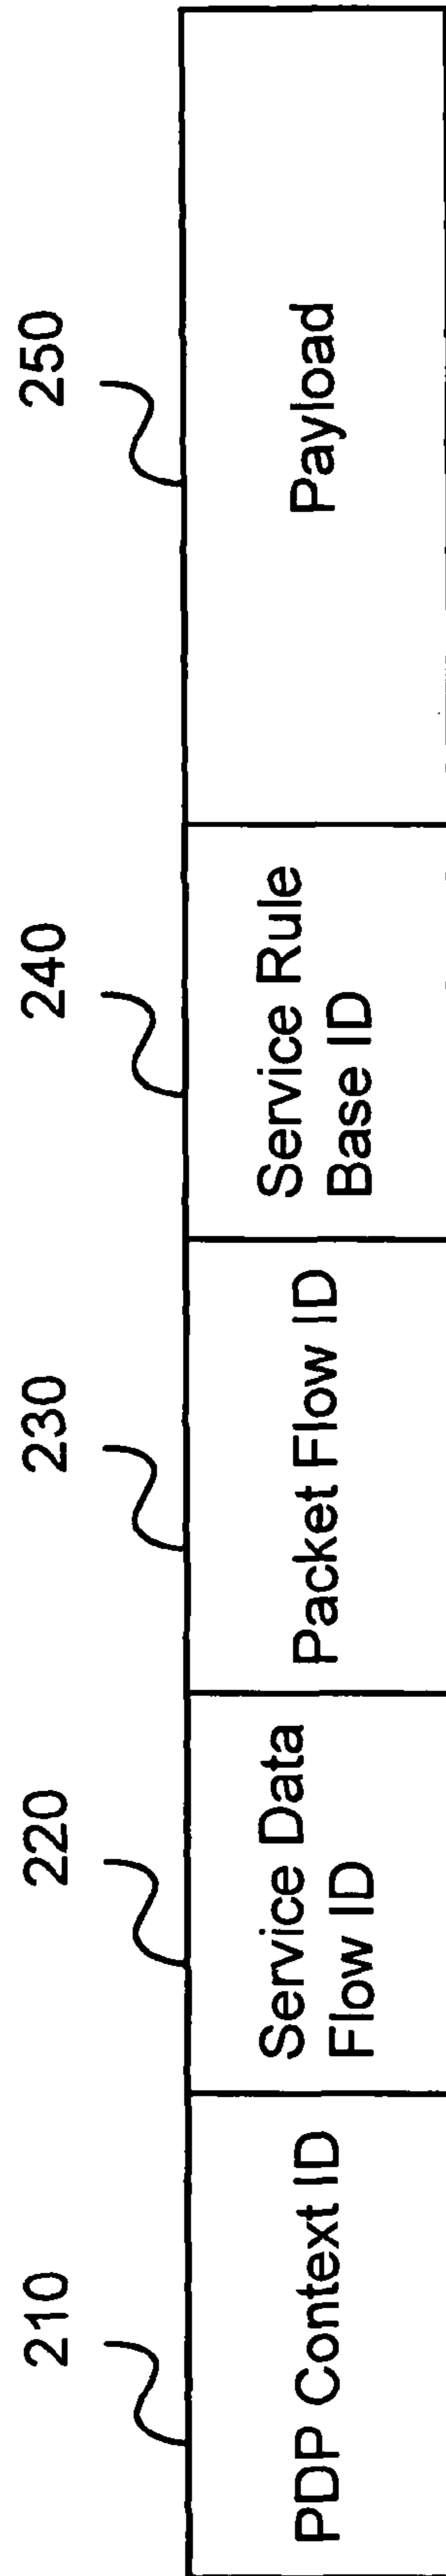 210
220
230
240
250
PDP Context ID
Service Data
Flow ID
Packet Flow ID
Service Rule
Base ID
Payload